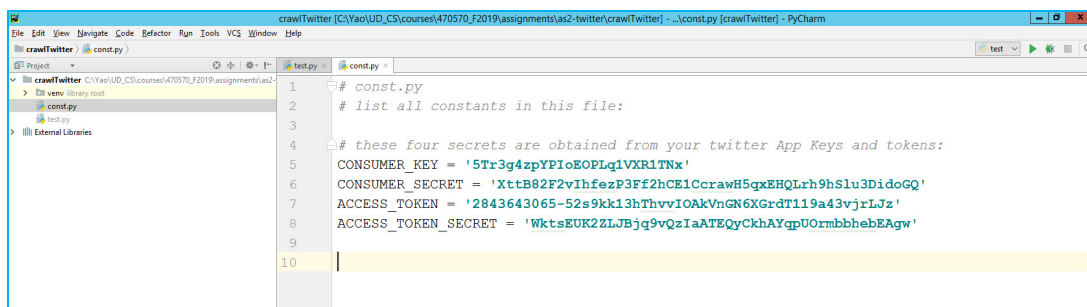 crawlTwitter [C:\Yao\UD_CS\courses\470570_F2019\assignments\as2-twitter\crawlTwitter] - ...\const.py [crawlTwitter] - PyCharm
File Edit View Navigate Code Refactor Run Tools VCS Window Help
crawlTwitter const.py
test
Project
test.py
const.py
crawlTwitter C:\Yao\UD_CS\courses\470570_F2019\assignments\as2-
venv library root
const.py
test.py
External Libraries
1 # const.py
2 # list all constants in this file:
3
4 # these four secrets are obtained from your twitter App Keys and tokens:
5 CONSUMER_KEY = '5Tr3g4zpYPIoEOPLq1VXR1TNx'
6 CONSUMER_SECRET = 'XttB82F2vIhfezP3Ff2hCE1CcrawH5qxEHQLrh9hSlu3DidoGQ'
7 ACCESS_TOKEN = '2843643065-52s9kk13hThvvIOAkVnGN6XGrdT119a43vjrLJz'
8 ACCESS_TOKEN_SECRET = 'WktsEUK2ZLJBjq9vQzIaATEQyCkhAYqpUOrmbbhebEAgw'
9
10